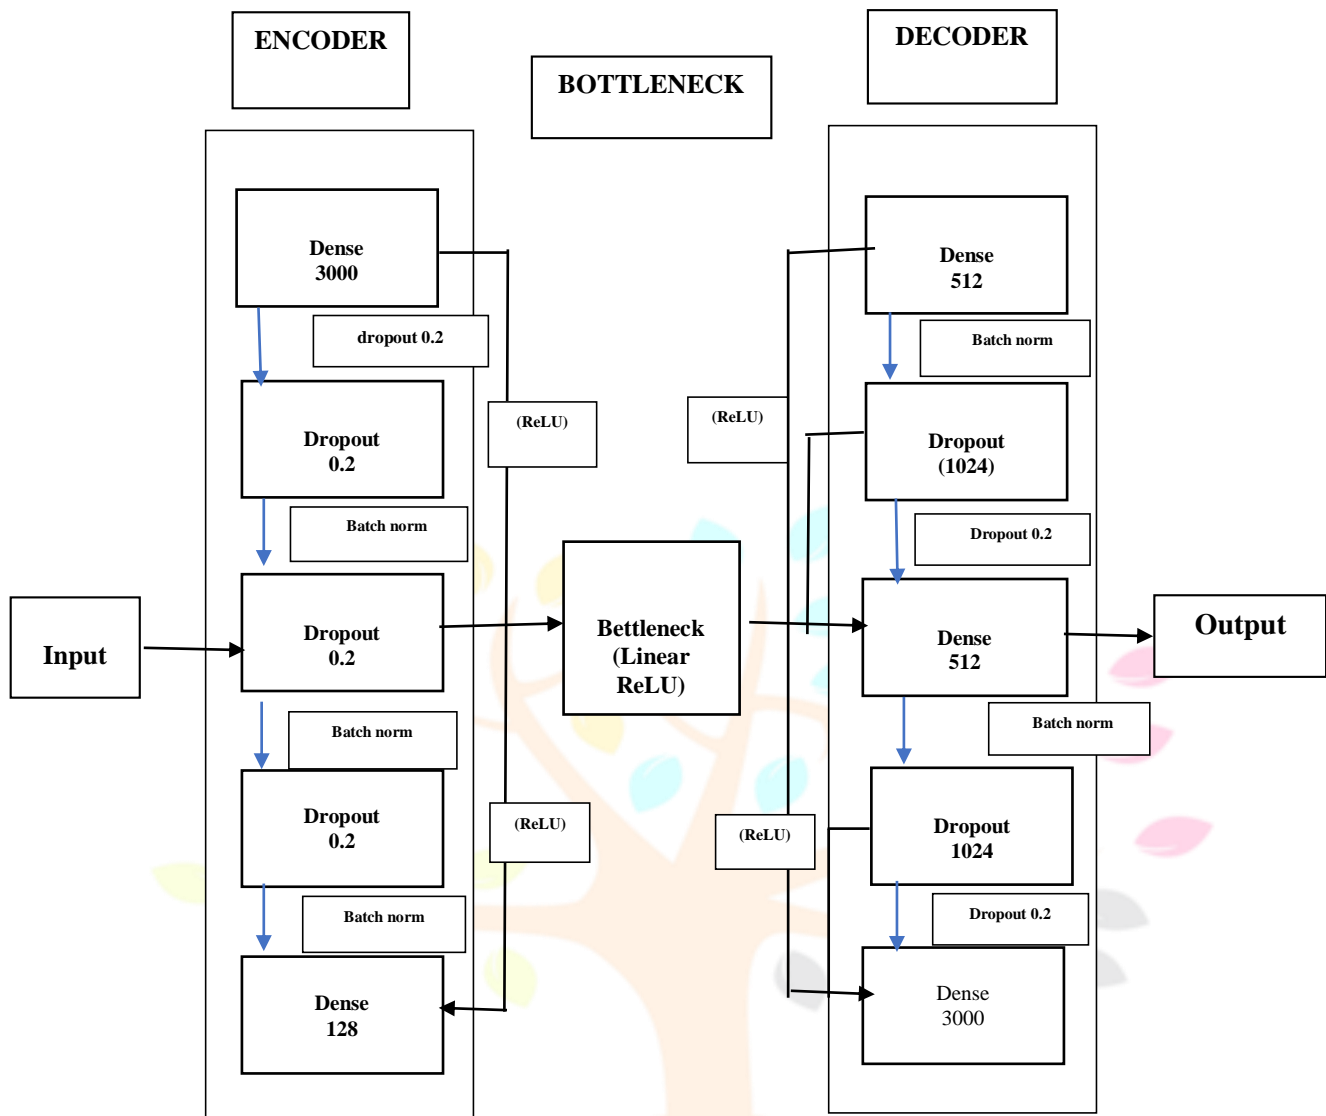 ENCODER
BOTTLENECK
DECODER
Input
Dense
3000
dropout 0.2
Dropout
0.2
Batch norm
Dropout
0.2
Batch norm
Dropout
0.2
Batch norm
Dense
128
(ReLU)
(ReLU)
Bettleneck
(Linear
ReLU)
(ReLU)
(ReLU)
Dense
512
Batch norm
Dropout
(1024)
Dropout 0.2
Dense
512
Batch norm
Dropout
1024
Dropout 0.2
Dense
3000
Output